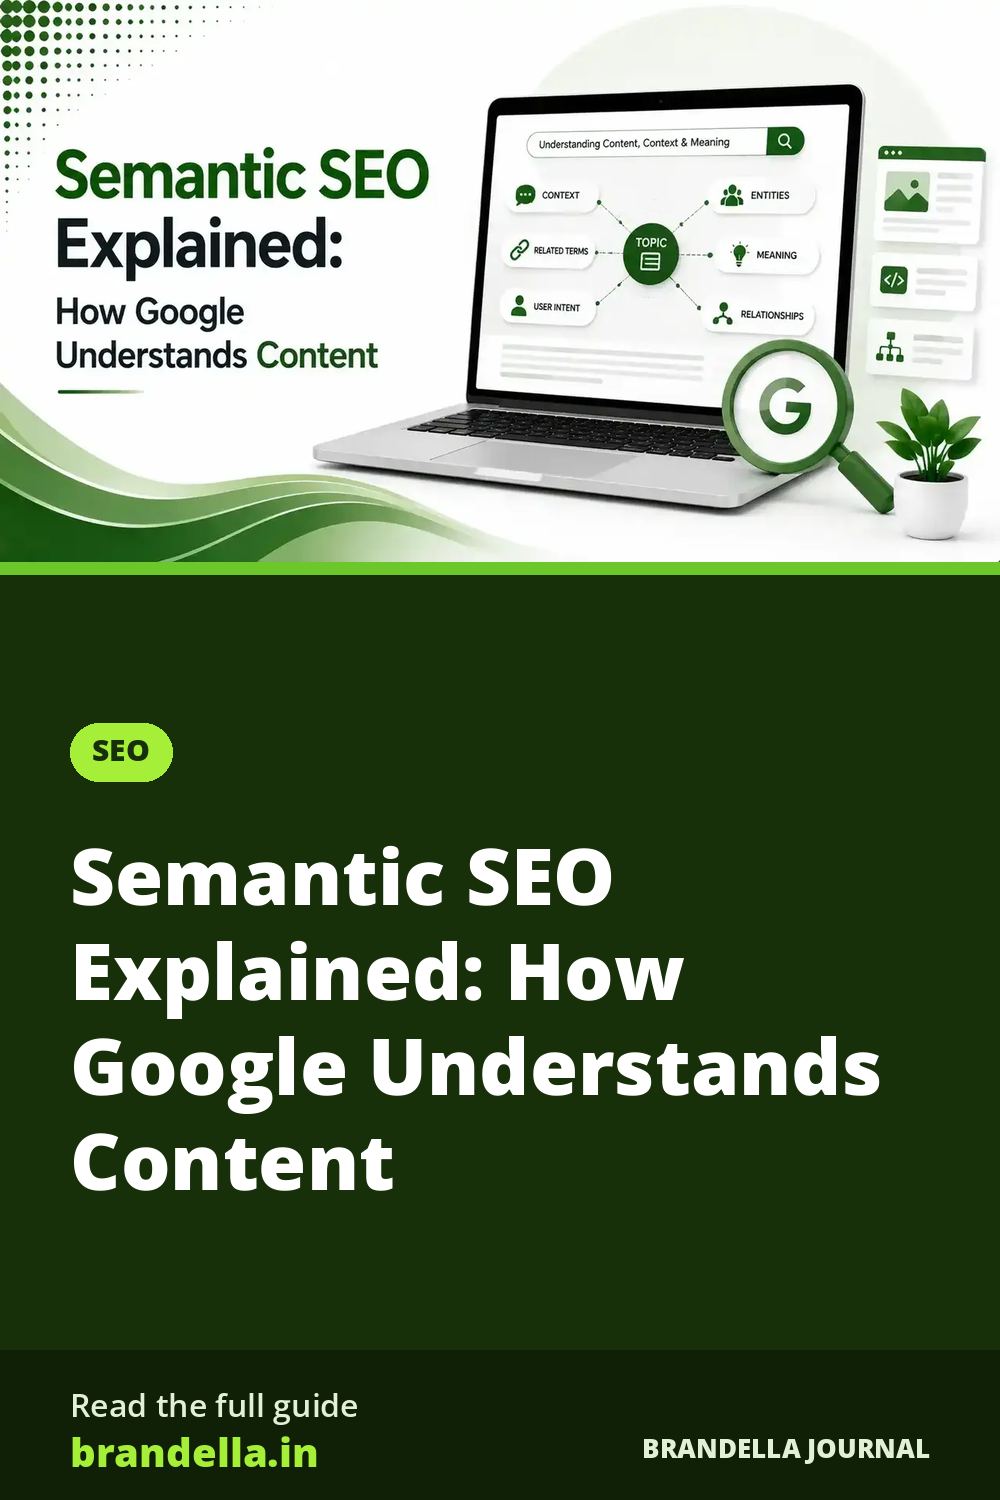 Semantic SEO
Explained:
How Google
Understands Content
Understanding Content, Context & Meaning
CONTEXT
ENTITIES
RELATED TERMS
TOPIC
MEANING
USER INTENT
RELATIONSHIPS
G
</>
SEO
Semantic SEO
Explained: How
Google Understands
Content
Read the full guide
brandella.in
BRANDELLA JOURNAL